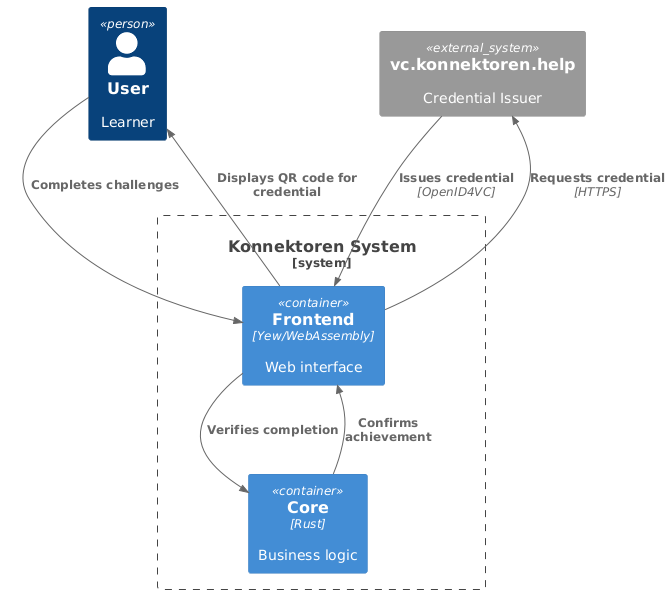 «person»
User
Learner
«external_system»
vc.konnektoren.help
Credential Issuer
Completes challenges
Displays QR code for
credential
Issues credential
[OpenID4VC]
Requests credential
[HTTPS]
Konnektoren System
[system]
«container»
Frontend
[Yew/WebAssembly]
Web interface
Verifies completion
Confirms
achievement
«container»
Core
[Rust]
Business logic